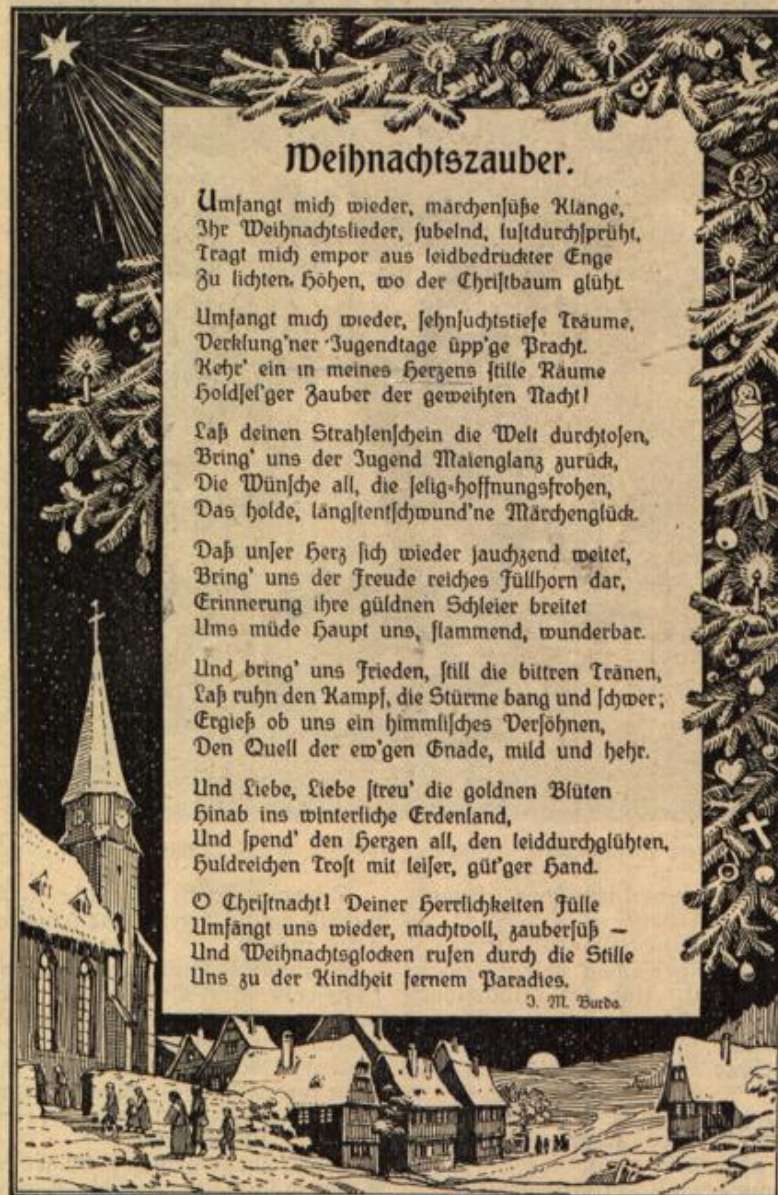 Weihnachtszauber.
Umfangt mich wieder, märchensüße Klänge,
Ihr Weihnachtslieder, jubelnd, lustdurchsprüht,
Tragt mich empor aus leidbedrückter Enge
Zu lichten Höhen, wo der Christbaum glüht.
Umfangt mich wieder, sehnsuchtstiefe Träume,
Verklung'ner Jugendtage üpp'ge Pracht.
Kehr' ein in meines Herzens stille Räume
Holdsel'ger Zauber der geweihten Nacht!
Laß deinen Strahlenschein die Welt durchtosen,
Bring' uns der Jugend Maienglanz zurück,
Die Wünsche all, die selig-hoffnungsfrohen,
Das holde, längstentschwund'ne Märchenglück.
Daß unser Herz sich wieder jauchzend weitet,
Bring' uns der Freude reiches Füllhorn dar,
Erinnerung ihre güldnen Schleier breitet
Ums müde Haupt uns, flammend, wunderbar.
Und bring' uns Frieden, still die bittren Tränen,
Laß ruhn den Kampf, die Stürme bang und schwer;
Ergieß ob uns ein himmlisches Versöhnen,
Den Quell der ew'gen Gnade, mild und hehr.
Und Liebe, Liebe streu' die goldnen Blüten
Hinab ins winterliche Erdenland,
Und spend' den Herzen all, den leiddurchglühten,
Huldreichen Trost mit leiser, güt'ger Hand.
O Christnacht! Deiner Herrlichkeiten Fülle
Umfängt uns wieder, machtvoll, zaubersüß —
Und Weihnachtsglocken rufen durch die Stille
Uns zu der Kindheit fernem Paradies.
J. M. Burda